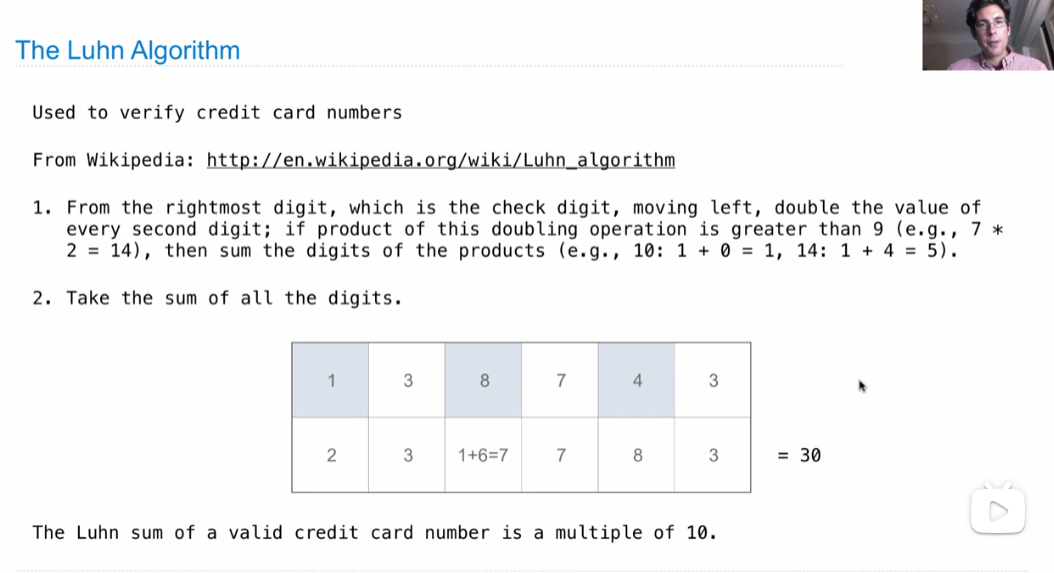 The Luhn Algorithm
Used to verify credit card numbers
From Wikipedia: http://en.wikipedia.org/wiki/Luhn_algorithm
1. From the rightmost digit, which is the check digit, moving left, double the value of
every second digit; if product of this doubling operation is greater than 9 (e.g., 7 *
2 = 14), then sum the digits of the products (e.g., 10: 1 + 0 = 1, 14: 1 + 4 = 5).
2. Take the sum of all the digits.
1 3 8 7 4 3
2 3 1+6=7 7 8 3 = 30
The Luhn sum of a valid credit card number is a multiple of 10.